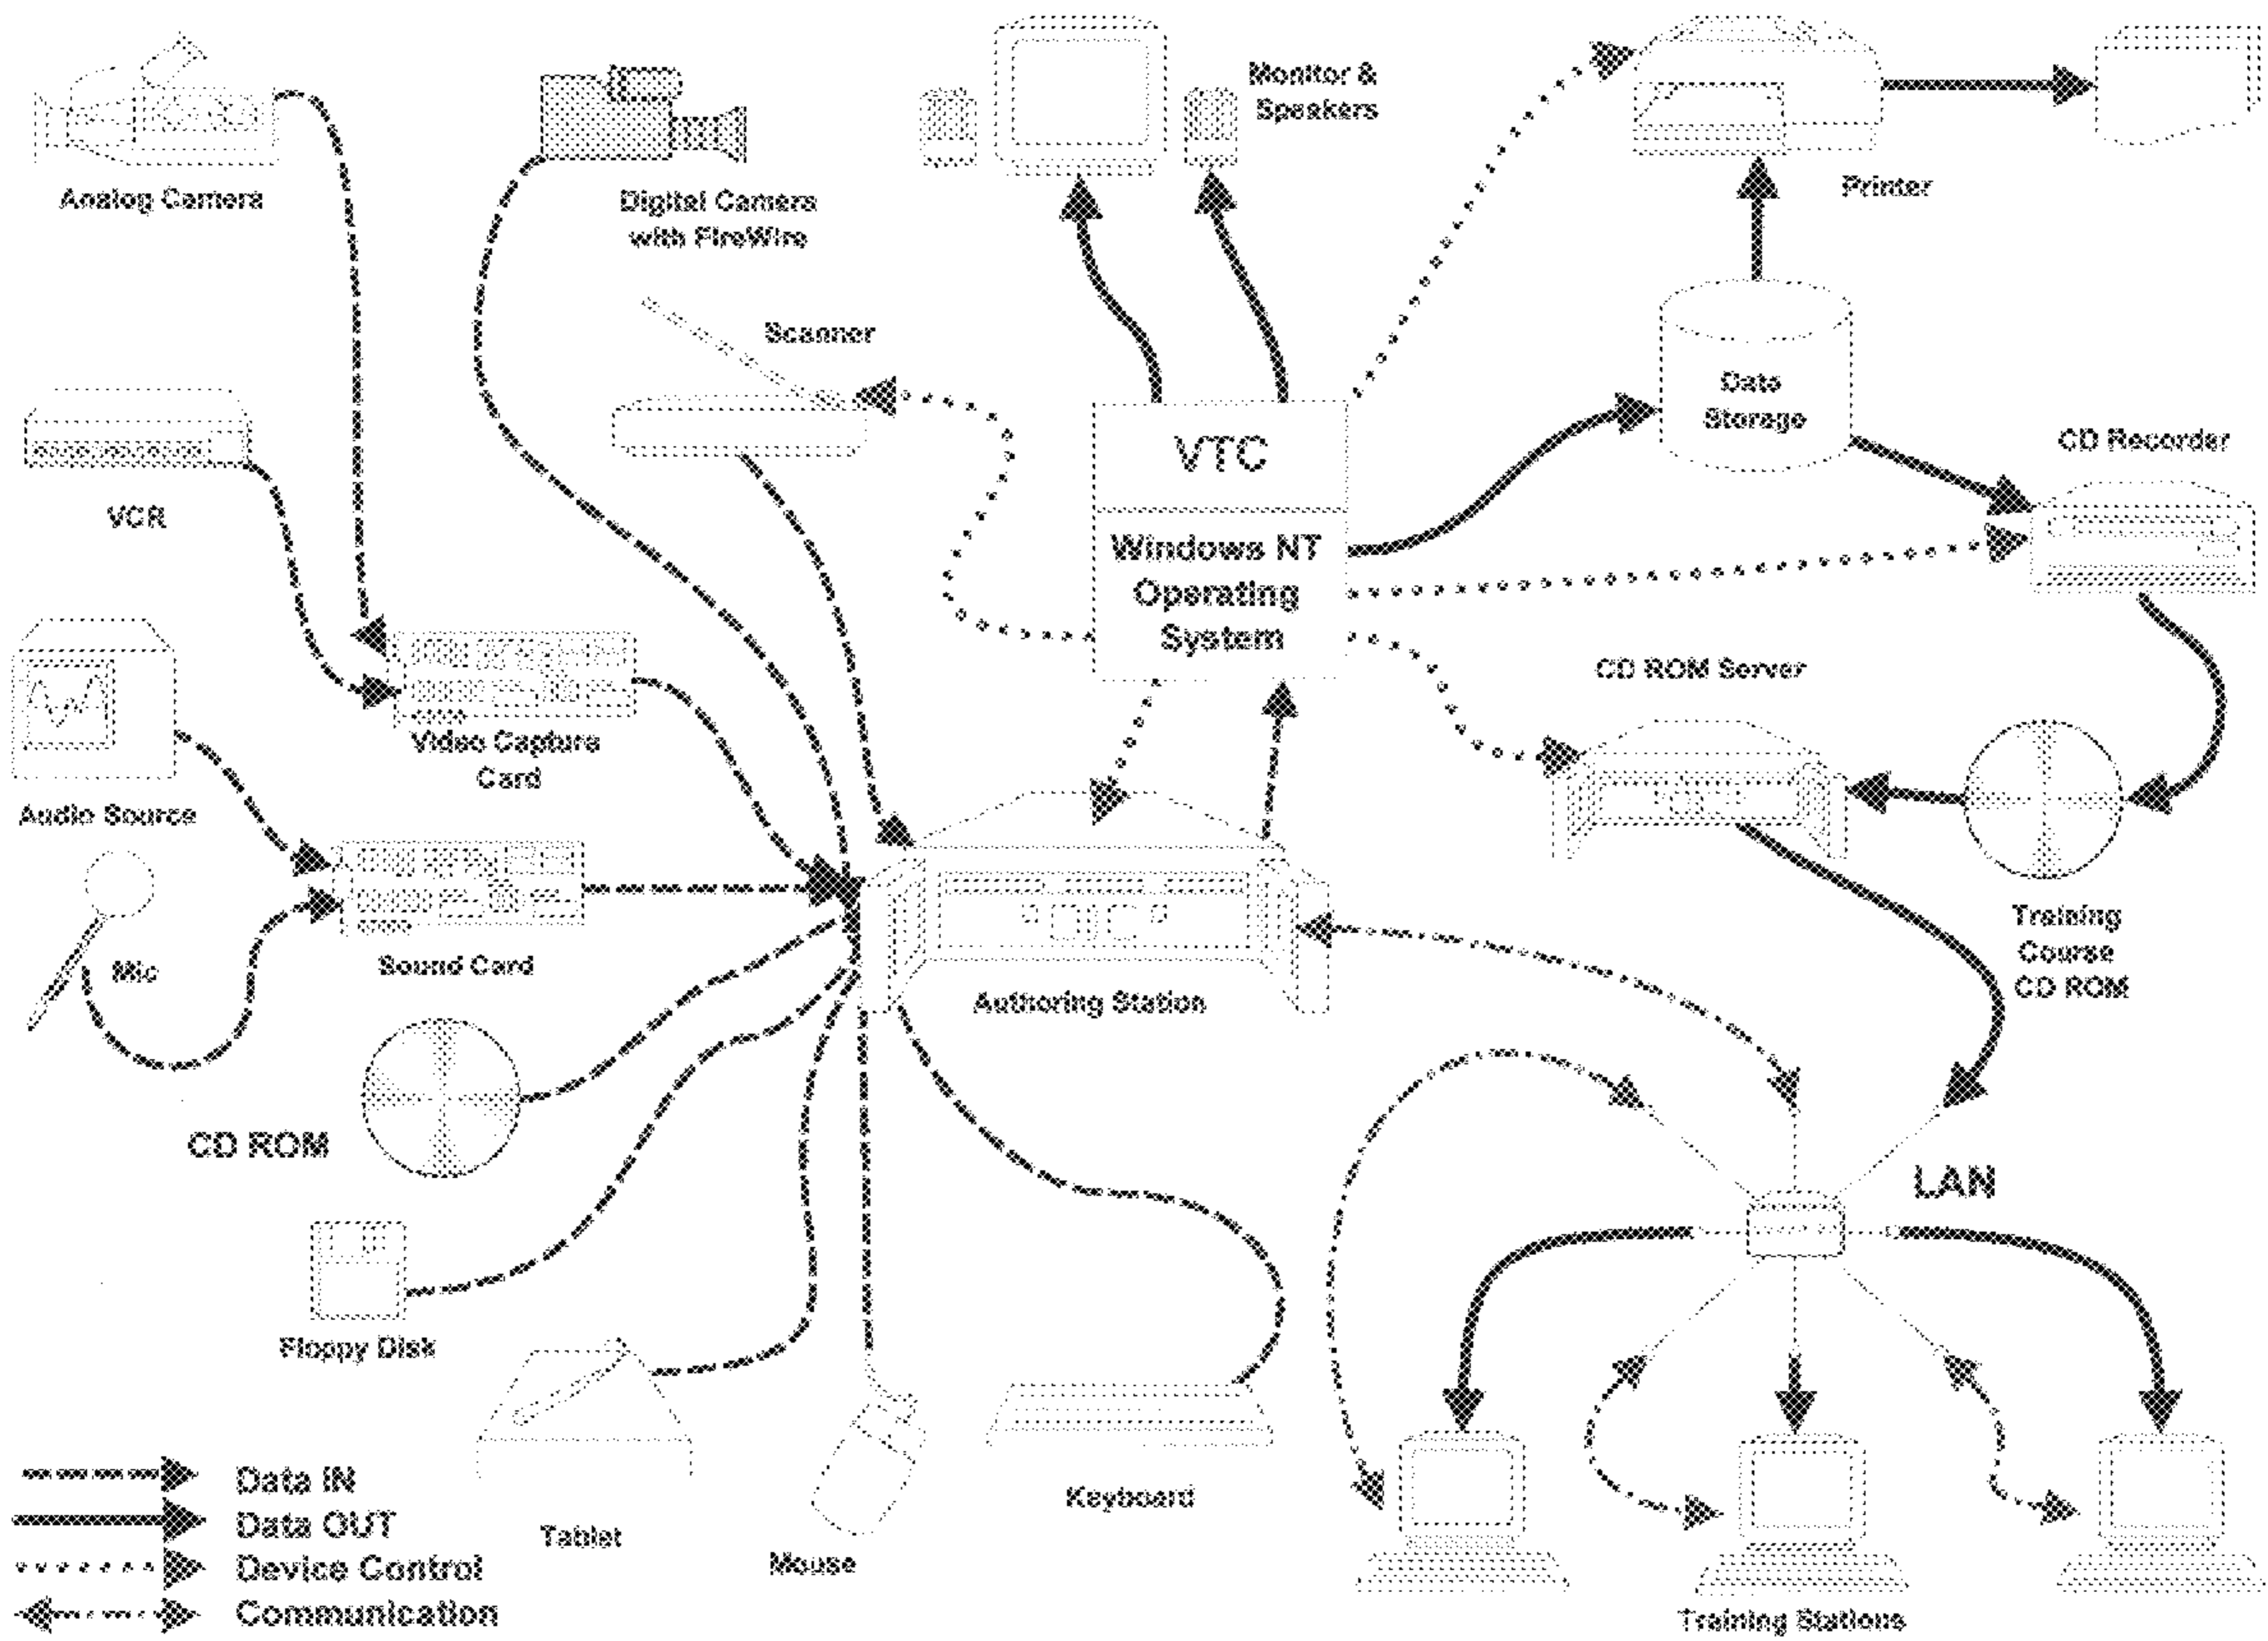 Analog Camera
Digital Camera
with FireWire
Monitor &
Speakers
Printer
Scanner
Data
Storage
CD Recorder
VCR
VTC
Windows NT
Operating
System
CD ROM Server
Video Capture
Card
Audio Source
Mic
Sound Card
Authoring Station
Training
Course
CD ROM
CD ROM
LAN
Floppy Disk
Tablet
Mouse
Keyboard
Training Stations
Data IN
Data OUT
Device Control
Communication